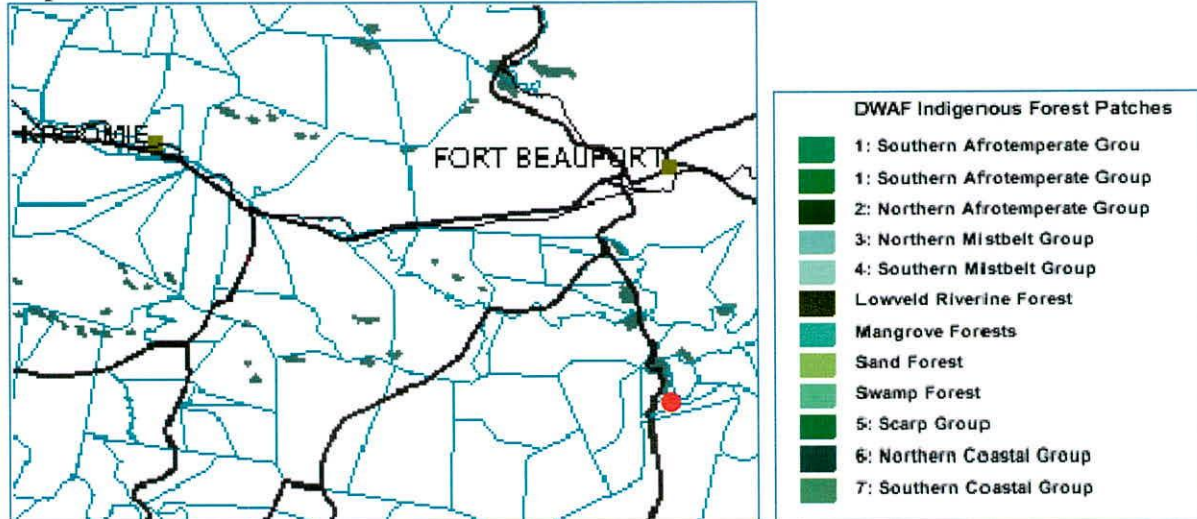 KROOMIE
FORT BEAUFORT
DWAF Indigenous Forest Patches
1: Southern Afrotemperate Grou
1: Southern Afrotemperate Group
2: Northern Afrotemperate Group
3: Northern Mistbelt Group
4: Southern Mistbelt Group
Lowveld Riverine Forest
Mangrove Forests
Sand Forest
Swamp Forest
5: Scarp Group
6: Northern Coastal Group
7: Southern Coastal Group